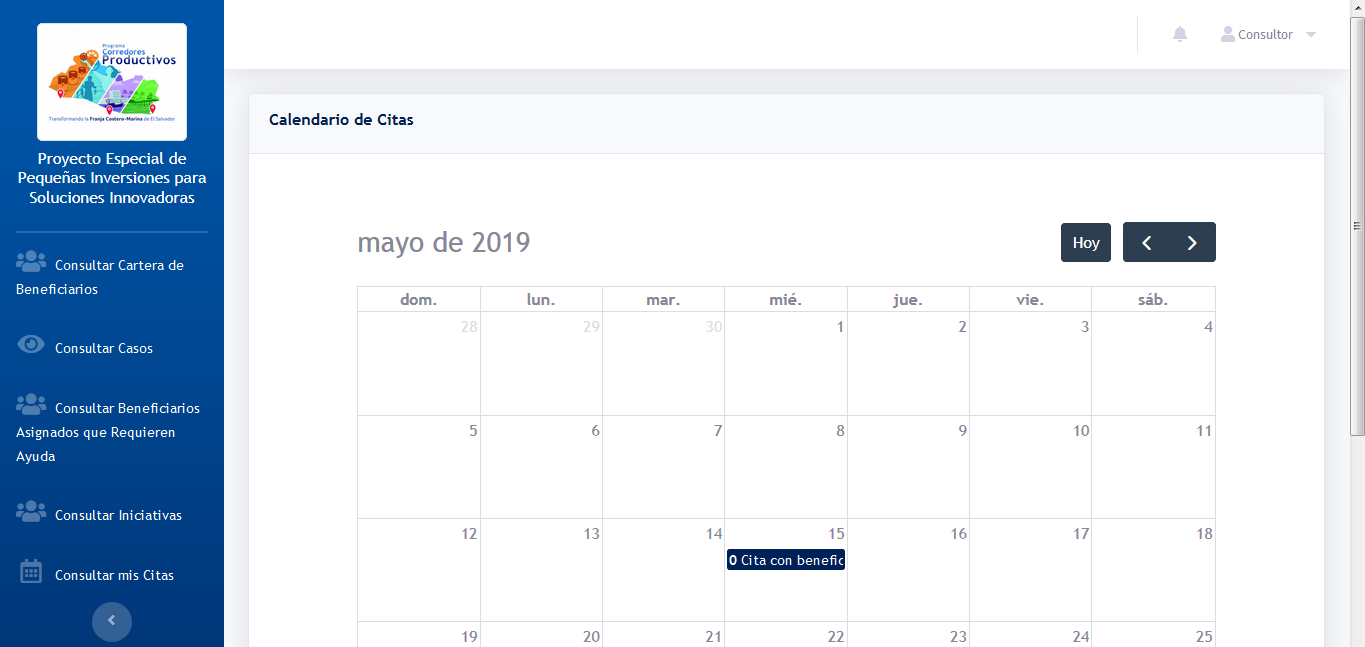 Programa
Corredores
Productivos
Transformando la Franja Costero-Marina de El Salvador
Proyecto Especial de
Pequeñas Inversiones para
Soluciones Innovadoras
Consultar Cartera de
Beneficiarios
Consultar Casos
Consultar Beneficiarios
Asignados que Requieren
Ayuda
Consultar Iniciativas
Consultar mis Citas
Consultor
Calendario de Citas
mayo de 2019
Hoy
dom. lun. mar. mié. jue. vie. sáb.
28 29 30 1 2 3 4
5 6 7 8 9 10 11
12 13 14 15 16 17 18
0 Cita con benefic
19 20 21 22 23 24 25